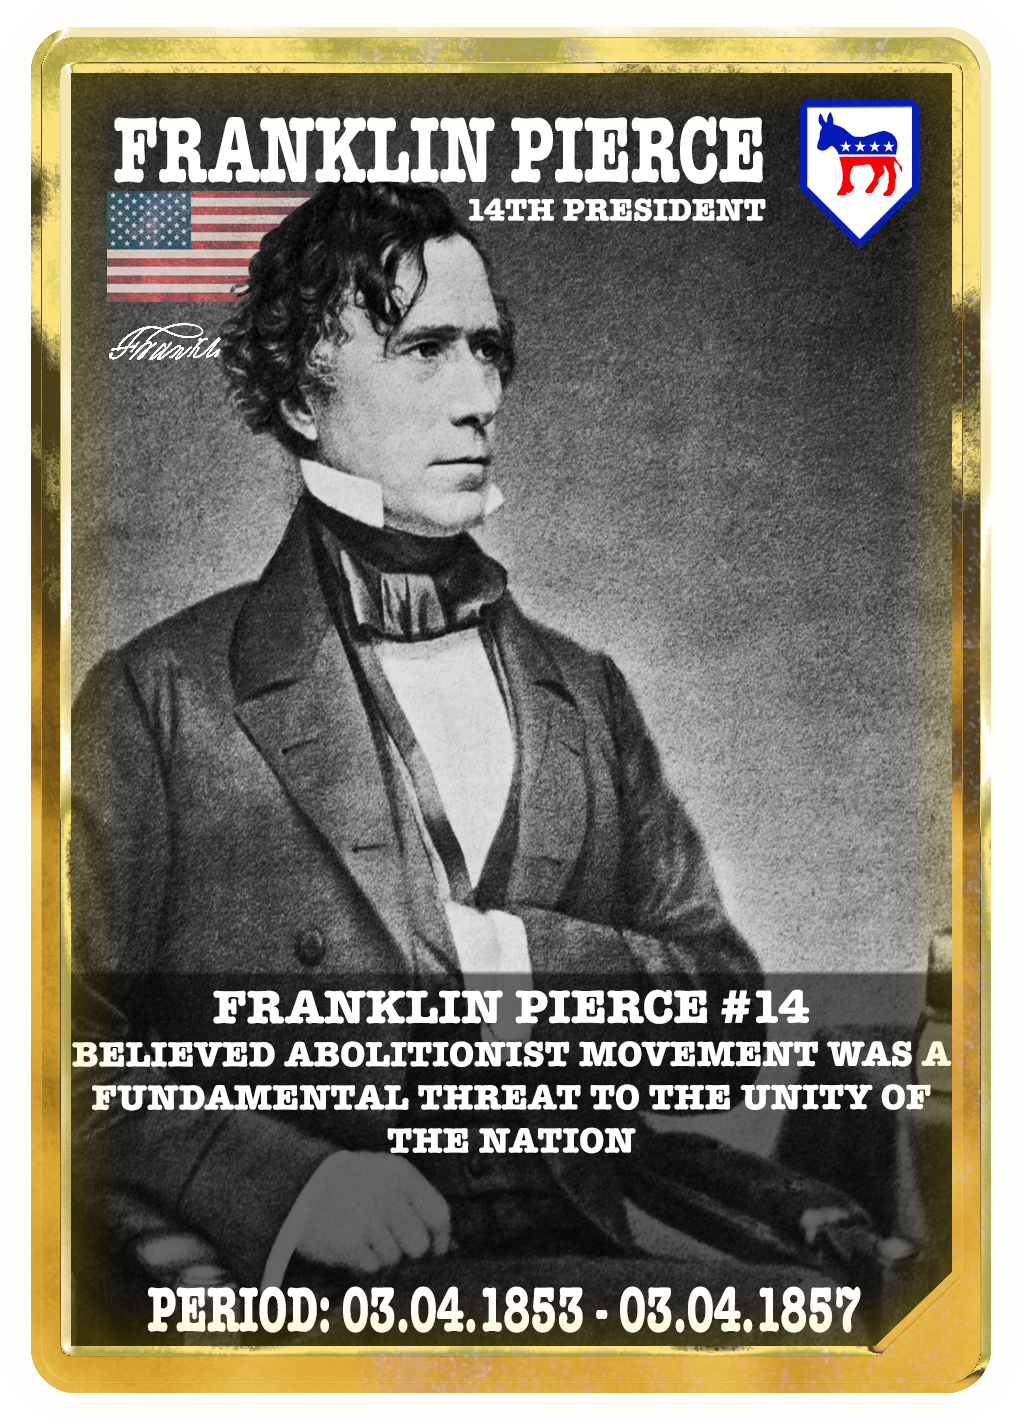 FRANKLIN PIERCE
14TH PRESIDENT
Frankli
FRANKLIN PIERCE #14
BELIEVED ABOLITIONIST MOVEMENT WAS A
FUNDAMENTAL THREAT TO THE UNITY OF
THE NATION
PERIOD: 03.04.1853 - 03.04.1857